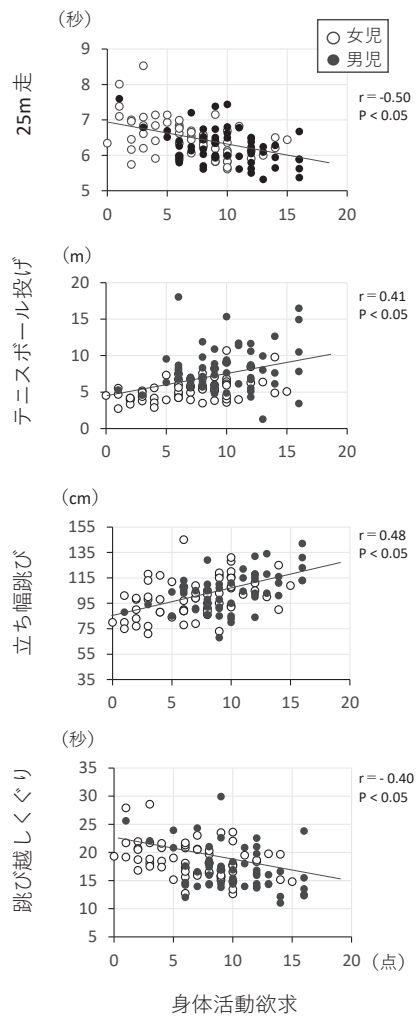 (秒)
女児
男児
25m 走
r = -0.50
P < 0.05
9
8
7
6
5
0 5 10 15 20
(m)
テニスボール投げ
r = 0.41
P < 0.05
20
15
10
5
0
0 5 10 15 20
(cm)
立ち幅跳び
r = 0.48
P < 0.05
155
135
115
95
75
55
35
0 5 10 15 20
(秒)
跳び越しくぐり
r = - 0.40
P < 0.05
35
30
25
20
15
10
5
0 5 10 15 20 (点)
身体活動欲求